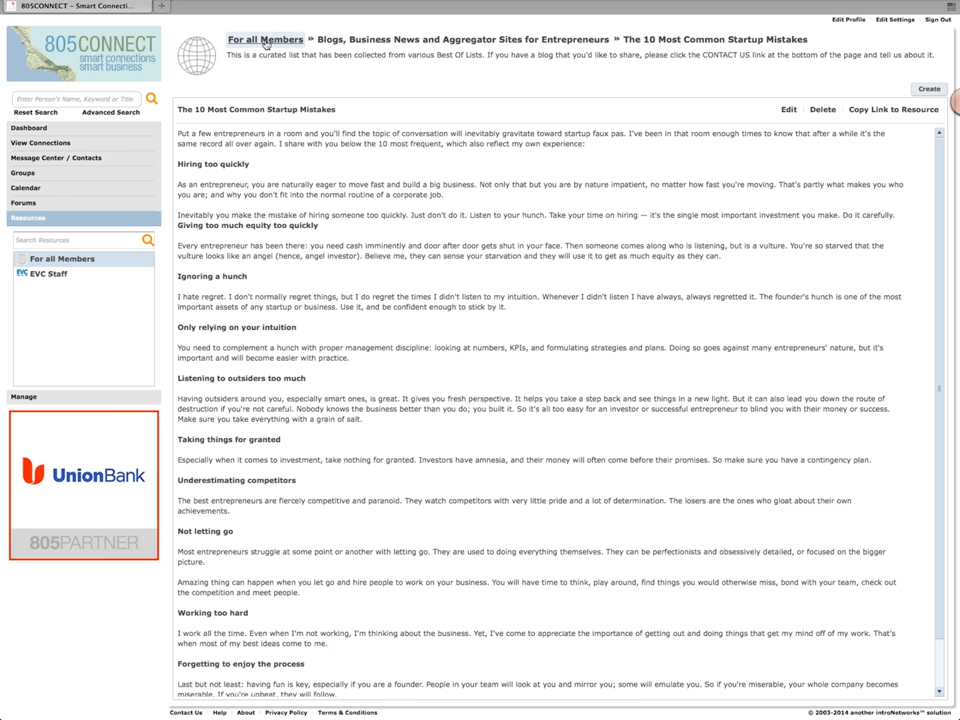 805CONNECT – Smart Connecti...
Edit Profile | Edit Settings | Sign Out
805CONNECT
smart connections
smart business
For all Members » Blogs, Business News and Aggregator Sites for Entrepreneurs » The 10 Most Common Startup Mistakes
This is a curated list that has been collected from various Best Of Lists. If you have a blog that you'd like to share, please click the CONTACT US link at the bottom of the page and tell us about it.
Create
Enter Person's Name, Keyword or Title
Reset Search Advanced Search
Dashboard
View Connections
Message Center / Contacts
Groups
Calendar
Forums
Resources
Search Resources
For all Members
EVC EVC Staff
Manage
UnionBank
805PARTNER
The 10 Most Common Startup Mistakes
Edit | Delete | Copy Link to Resource
Put a few entrepreneurs in a room and you'll find the topic of conversation will inevitably gravitate toward startup faux pas. I've been in that room enough times to know that after a while it's the
same record all over again. I share with you below the 10 most frequent, which also reflect my own experience:
Hiring too quickly
As an entrepreneur, you are naturally eager to move fast and build a big business. Not only that but you are by nature impatient, no matter how fast you're moving. That's partly what makes you who
you are; and why you don't fit into the normal routine of a corporate job.
Inevitably you make the mistake of hiring someone too quickly. Just don't do it. Listen to your hunch. Take your time on hiring — it's the single most important investment you make. Do it carefully.
Giving too much equity too quickly
Every entrepreneur has been there: you need cash imminently and door after door gets shut in your face. Then someone comes along who is listening, but is a vulture. You're so starved that the
vulture looks like an angel (hence, angel investor). Believe me, they can sense your starvation and they will use it to get as much equity as they can.
Ignoring a hunch
I hate regret. I don't normally regret things, but I do regret the times I didn't listen to my intuition. Whenever I didn't listen I have always, always regretted it. The founder's hunch is one of the most
important assets of any startup or business. Use it, and be confident enough to stick by it.
Only relying on your intuition
You need to complement a hunch with proper management discipline: looking at numbers, KPIs, and formulating strategies and plans. Doing so goes against many entrepreneurs' nature, but it's
important and will become easier with practice.
Listening to outsiders too much
Having outsiders around you, especially smart ones, is great. It gives you fresh perspective. It helps you take a step back and see things in a new light. But it can also lead you down the route of
destruction if you're not careful. Nobody knows the business better than you do; you built it. So it's all too easy for an investor or successful entrepreneur to blind you with their money or success.
Make sure you take everything with a grain of salt.
Taking things for granted
Especially when it comes to investment, take nothing for granted. Investors have amnesia, and their money will often come before their promises. So make sure you have a contingency plan.
Underestimating competitors
The best entrepreneurs are fiercely competitive and paranoid. They watch competitors with very little pride and a lot of determination. The losers are the ones who gloat about their own
achievements.
Not letting go
Most entrepreneurs struggle at some point or another with letting go. They are used to doing everything themselves. They can be perfectionists and obsessively detailed, or focused on the bigger
picture.
Amazing thing can happen when you let go and hire people to work on your business. You will have time to think, play around, find things you would otherwise miss, bond with your team, check out
the competition and meet people.
Working too hard
I work all the time. Even when I'm not working, I'm thinking about the business. Yet, I've come to appreciate the importance of getting out and doing things that get my mind off of my work. That's
when most of my best ideas come to me.
Forgetting to enjoy the process
Last but not least: having fun is key, especially if you are a founder. People in your team will look at you and mirror you; some will emulate you. So if you're miserable, your whole company becomes
miserable. If you're upbeat, they will follow.
Contact Us | Help | About | Privacy Policy | Terms & Conditions
© 2003-2014 another introNetworks™ solution